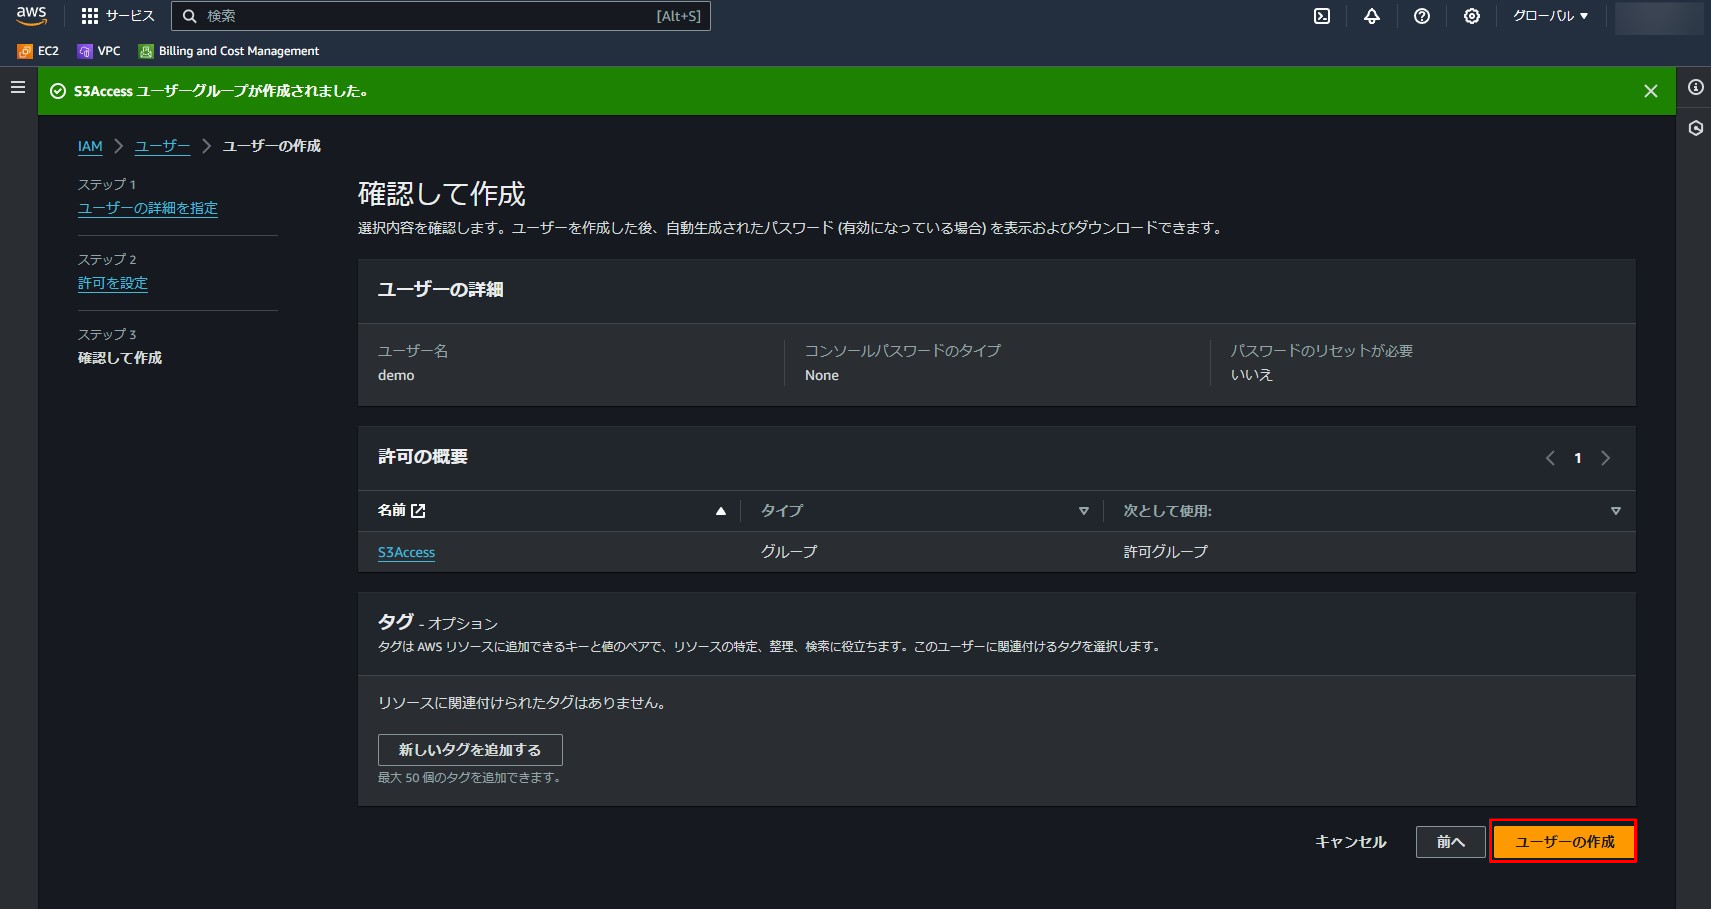 aws
サービス
検索
[Alt+S]
グローバル
EC2
VPC
Billing and Cost Management
S3Access ユーザーグループが作成されました。
IAM
ユーザー
ユーザーの作成
ステップ 1
ユーザーの詳細を指定
ステップ 2
許可を設定
ステップ 3
確認して作成
確認して作成
選択内容を確認します。ユーザーを作成した後、自動生成されたパスワード (有効になっている場合) を表示およびダウンロードできます。
ユーザーの詳細
ユーザー名
demo
コンソールパスワードのタイプ
None
パスワードのリセットが必要
いいえ
許可の概要
1
名前
タイプ
次として使用:
S3Access
グループ
許可グループ
タグ - オプション
タグは AWS リソースに追加できるキーと値のペアで、リソースの特定、整理、検索に役立ちます。このユーザーに関連付けるタグを選択します。
リソースに関連付けられたタグはありません。
新しいタグを追加する
最大 50 個のタグを追加できます。
キャンセル
前へ
ユーザーの作成